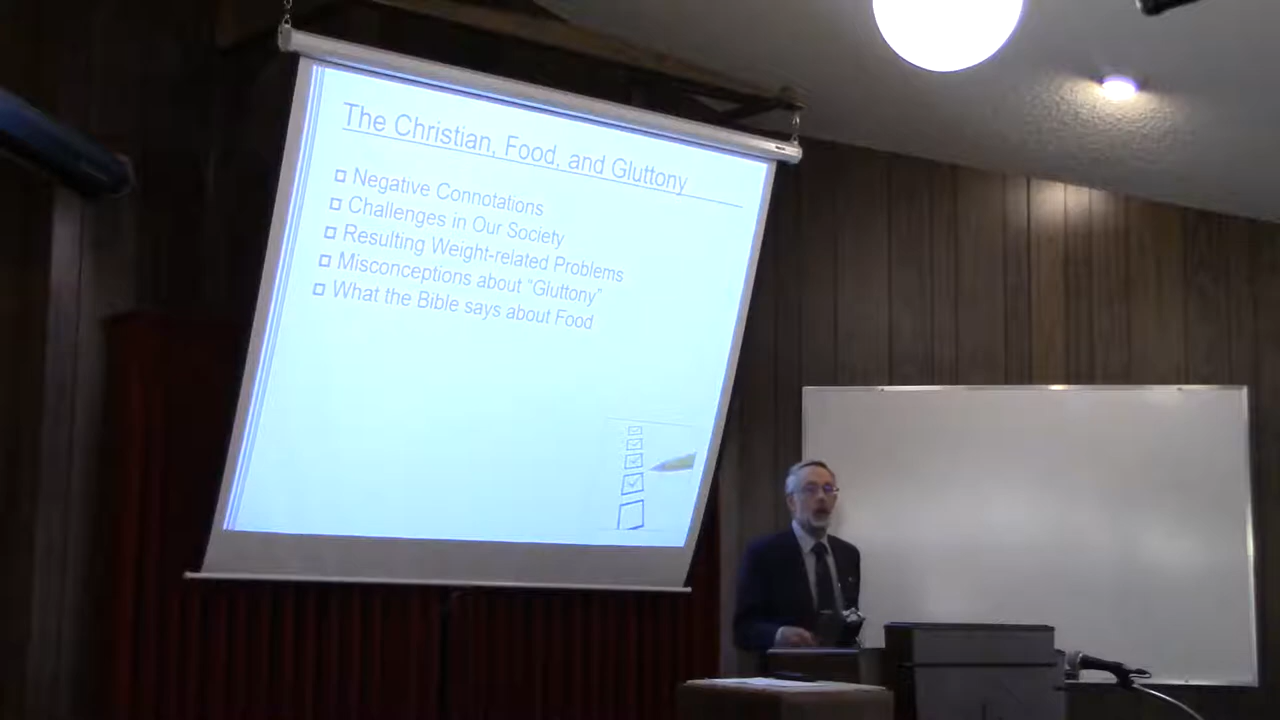 The Christian, Food, and Gluttony
Negative Connotations
Challenges in Our Society
Resulting Weight-related Problems
Misconceptions about “Gluttony”
What the Bible says about Food